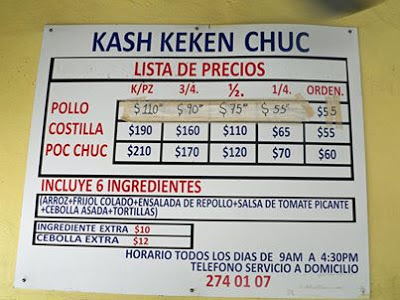 KASH KEKEN CHUC
LISTA DE PRECIOS
K/PZ 3/4. ½. 1/4. ORDEN.
POLLO $110 $90 $75 $55 $55
COSTILLA $190 $160 $110 $65 $55
POC CHUC $210 $170 $120 $70 $60
INCLUYE 6 INGREDIENTES
(ARROZ+FRIJOL COLADO+ENSALADA DE REPOLLO+SALSA DE TOMATE PICANTE
+CEBOLLA ASADA+TORTILLAS)
INGREDIENTE EXTRA $10
CEBOLLA EXTRA $12
HORARIO TODOS LOS DIAS DE 9AM A 4:30PM
TELEFONO SERVICIO A DOMICILIO
274 01 07